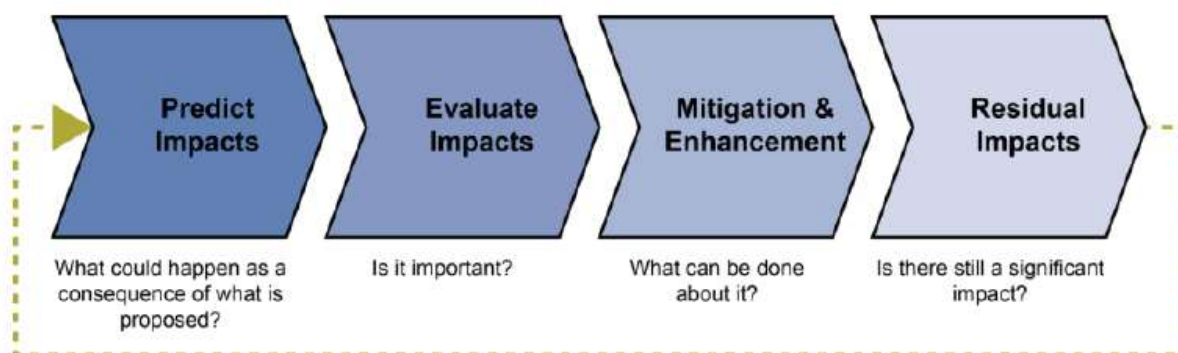 Predict
Impacts
Evaluate
Impacts
Mitigation &
Enhancement
Residual
Impacts
What could happen as a
consequence of what is
proposed?
Is it important?
What can be done
about it?
Is there still a significant
impact?